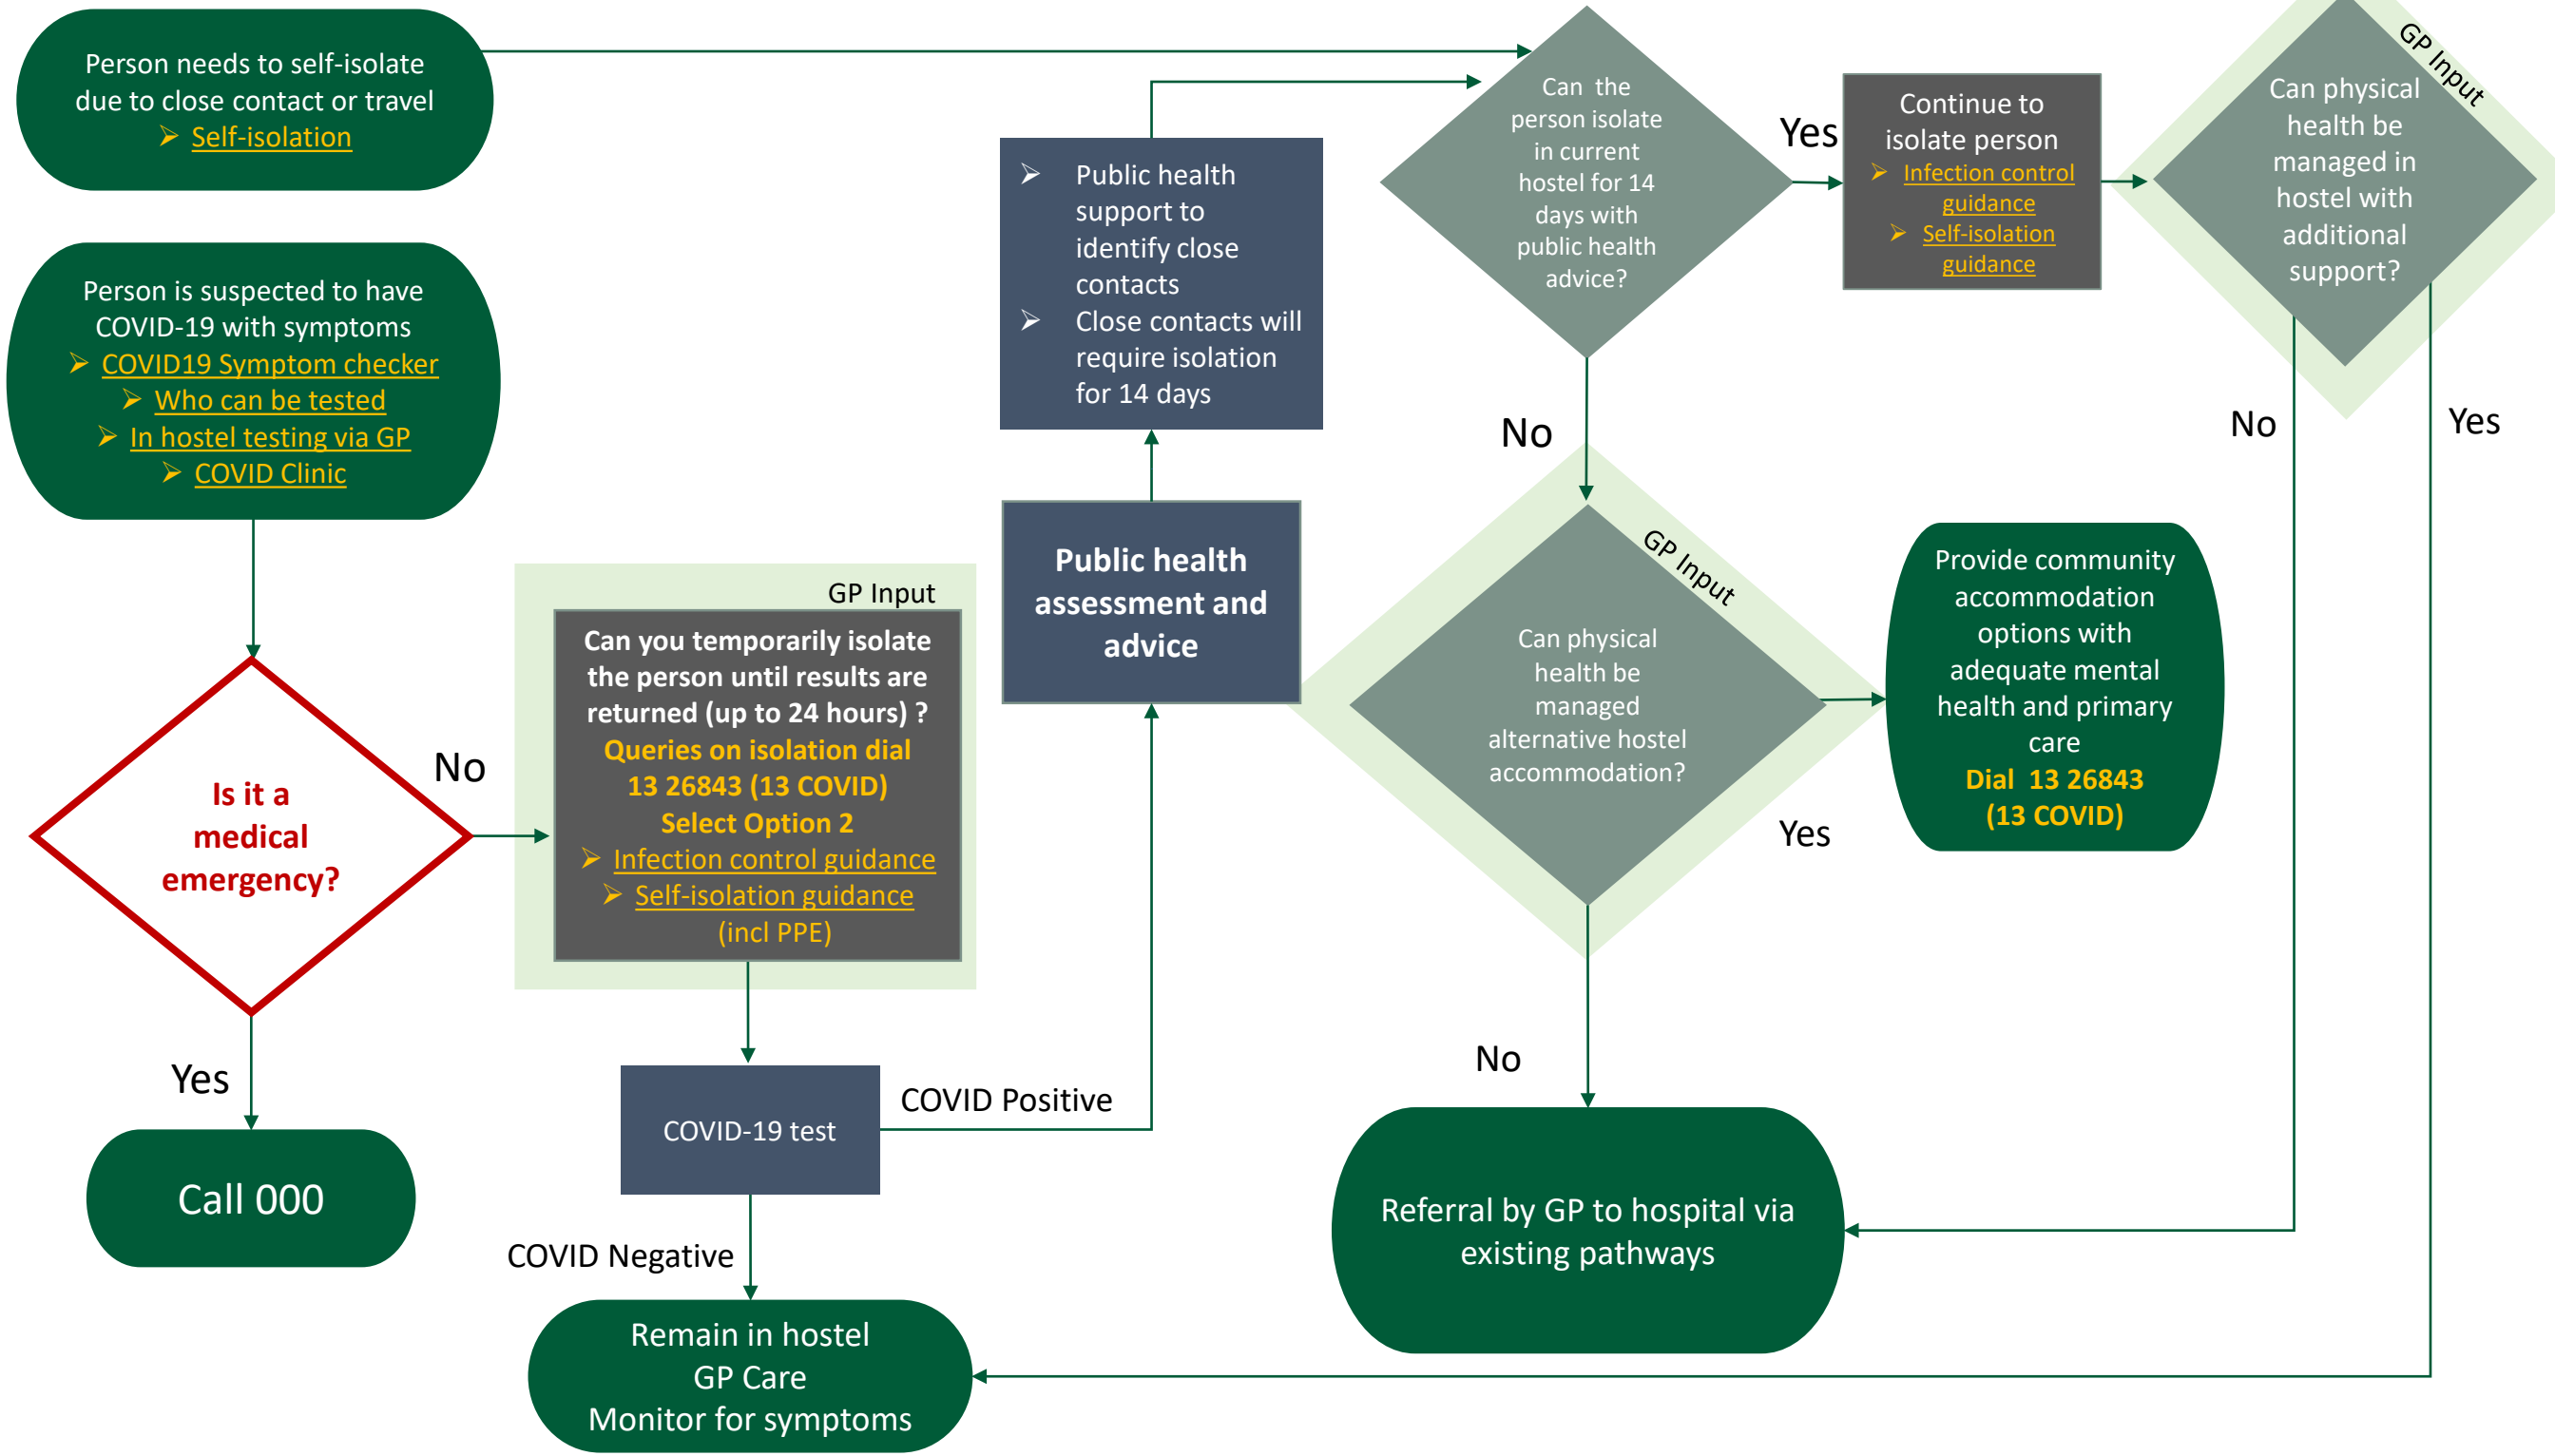 Person needs to self-isolate
due to close contact or travel
➢ Self-isolation
Person is suspected to have
COVID-19 with symptoms
➢ COVID19 Symptom checker
➢ Who can be tested
➢ In hostel testing via GP
➢ COVID Clinic
Is it a
medical
emergency?
No
Yes
Call 000
GP Input
Can you temporarily isolate
the person until results are
returned (up to 24 hours) ?
Queries on isolation dial
13 26843 (13 COVID)
Select Option 2
➢ Infection control guidance
➢ Self-isolation guidance
(incl PPE)
COVID-19 test
COVID Positive
COVID Negative
Remain in hostel
GP Care
Monitor for symptoms
Public health
assessment and
advice
➢ Public health
support to
identify close
contacts
➢ Close contacts will
require isolation
for 14 days
Can the
person isolate
in current
hostel for 14
days with
public health
advice?
Yes
No
Continue to
isolate person
➢ Infection control
guidance
➢ Self-isolation
guidance
GP Input
Can physical
health be
managed in
hostel with
additional
support?
No
Yes
GP Input
Can physical
health be
managed
alternative hostel
accommodation?
Yes
No
Provide community
accommodation
options with
adequate mental
health and primary
care
Dial 13 26843
(13 COVID)
Referral by GP to hospital via
existing pathways